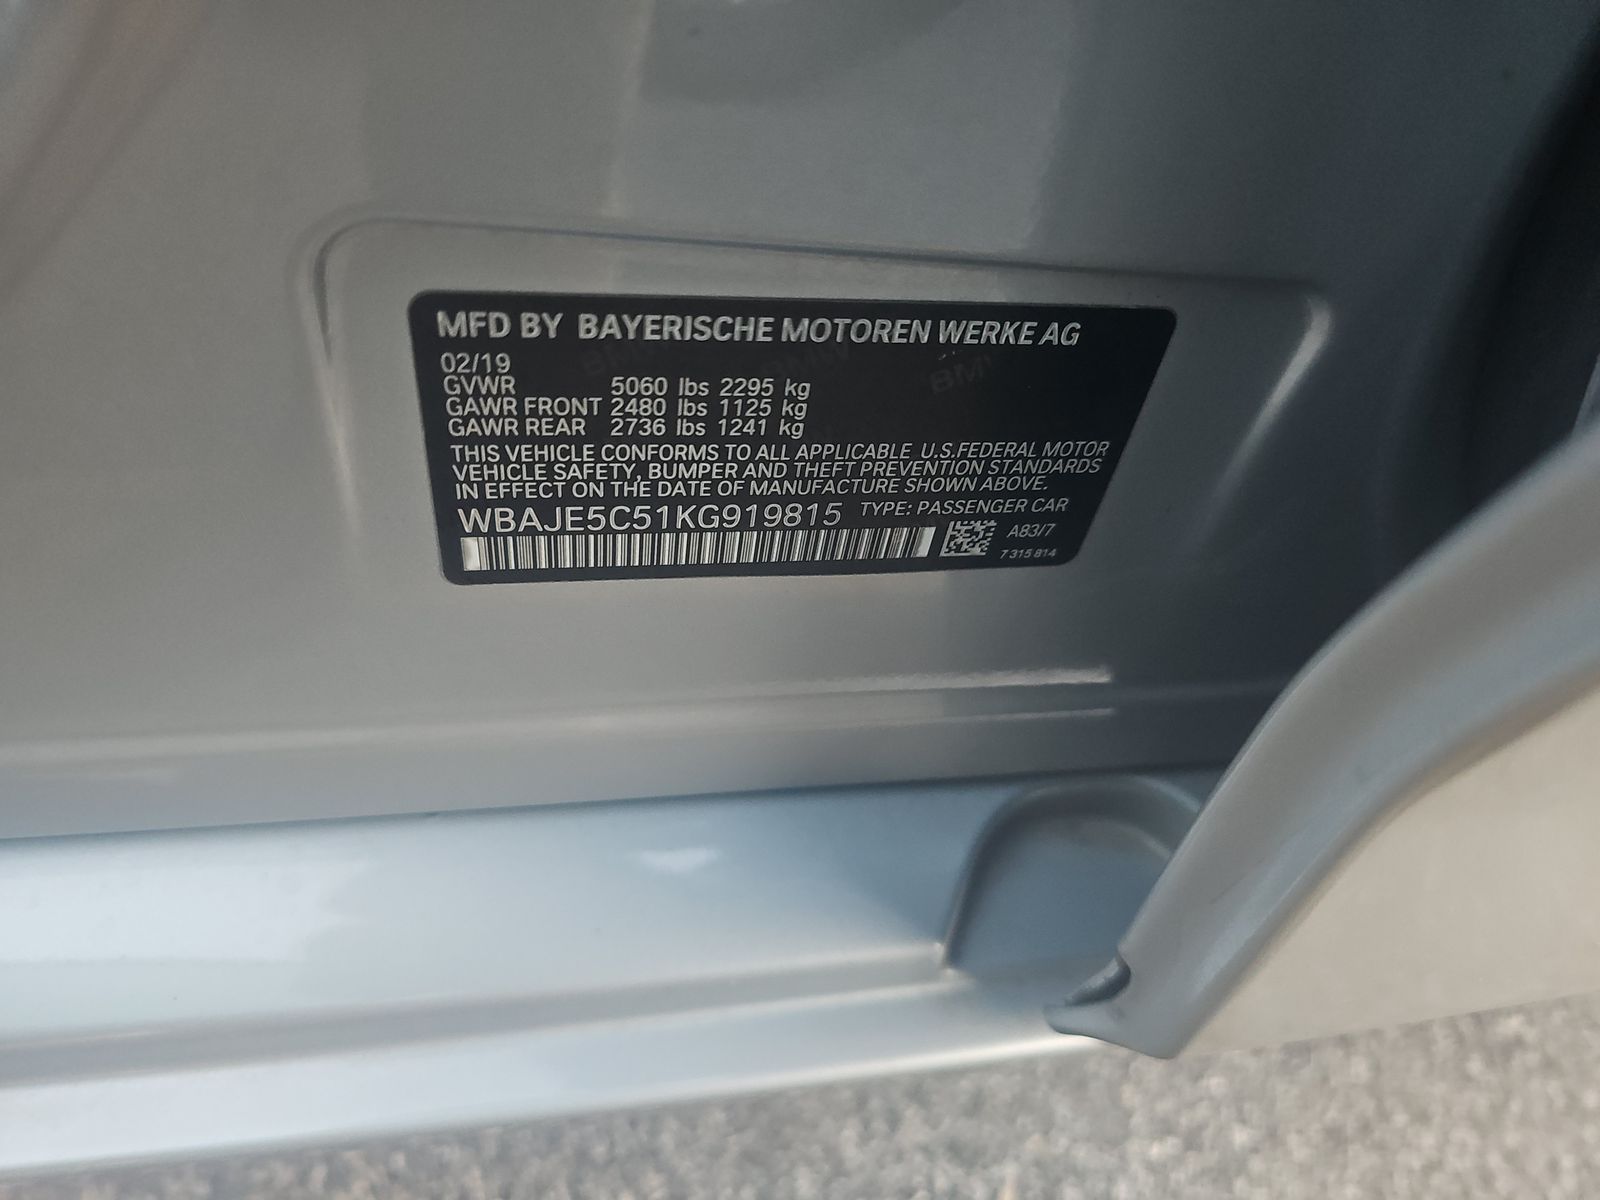 MFD BY BAYERISCHE MOTOREN WERKE AG
02/19
GVWR 5060 lbs 2295 kg
GAWR FRONT 2480 lbs 1125 kg
GAWR REAR 2736 lbs 1241 kg
THIS VEHICLE CONFORMS TO ALL APPLICABLE U.S.FEDERAL MOTOR
VEHICLE SAFETY, BUMPER AND THEFT PREVENTION STANDARDS
IN EFFECT ON THE DATE OF MANUFACTURE SHOWN ABOVE.
WBAJE5C51KG919815 TYPE: PASSENGER CAR
A83/7
7 315 814